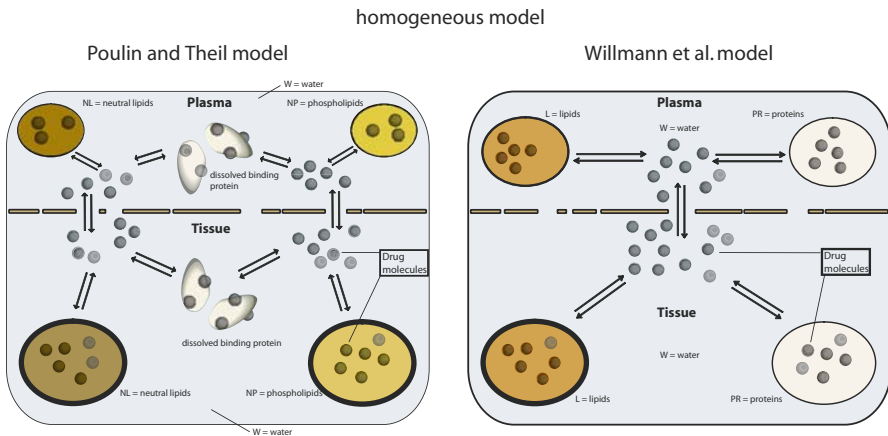 homogeneous model
Poulin and Theil model
W = water
NL = neutral lipids
Plasma
NP = phospholipids
dissolved binding
protein
Tissue
Drug
molecules
dissolved binding protein
NL = neutral lipids
NP = phospholipids
W = water
Willmann et al. model
Plasma
L = lipids
PR = proteins
W = water
Drug
molecules
Tissue
W = water
L = lipids
PR = proteins